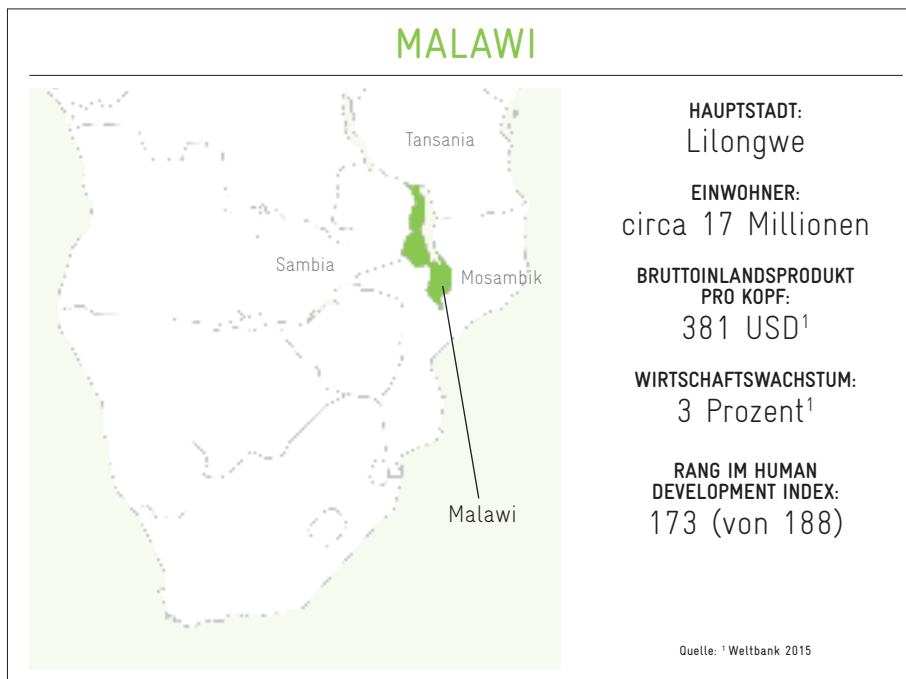 MALAWI
Tansania
Sambia
Mosambik
Malawi
HAUPTSTADT:
Lilongwe
EINWOHNER:
circa 17 Millionen
BRUTTOINLANDSPRODUKT
PRO KOPF:
381 USD¹
WIRTSCHAFTSWACHSTUM:
3 Prozent¹
RANG IM HUMAN
DEVELOPMENT INDEX:
173 (von 188)
Quelle: ¹ Weltbank 2015